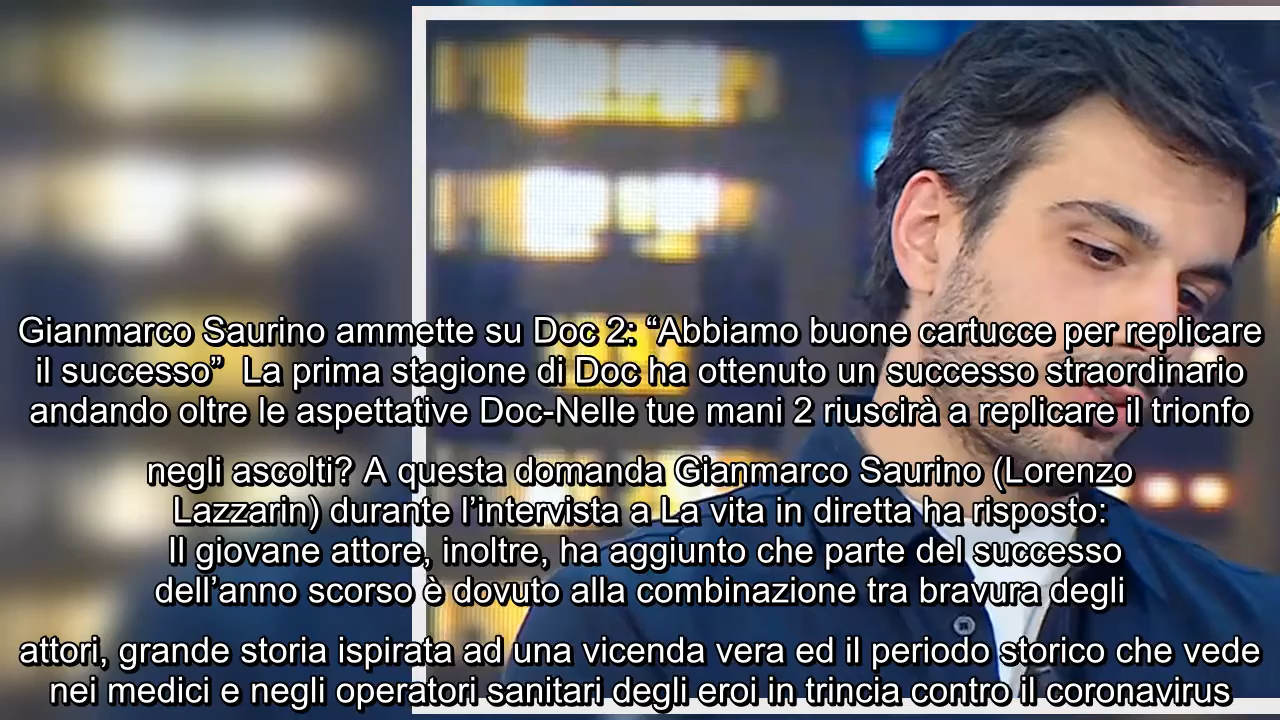 Gianmarco Saurino ammette su Doc 2: “Abbiamo buone cartucce per replicare
il successo” La prima stagione di Doc ha ottenuto un successo straordinario
andando oltre le aspettative Doc-Nelle tue mani 2 riuscirà a replicare il trionfo
negli ascolti? A questa domanda Gianmarco Saurino (Lorenzo
Lazzarin) durante l’intervista a La vita in diretta ha risposto:
Il giovane attore, inoltre, ha aggiunto che parte del successo
dell’anno scorso è dovuto alla combinazione tra bravura degli
attori, grande storia ispirata ad una vicenda vera ed il periodo storico che vede
nei medici e negli operatori sanitari degli eroi in trincia contro il coronavirus